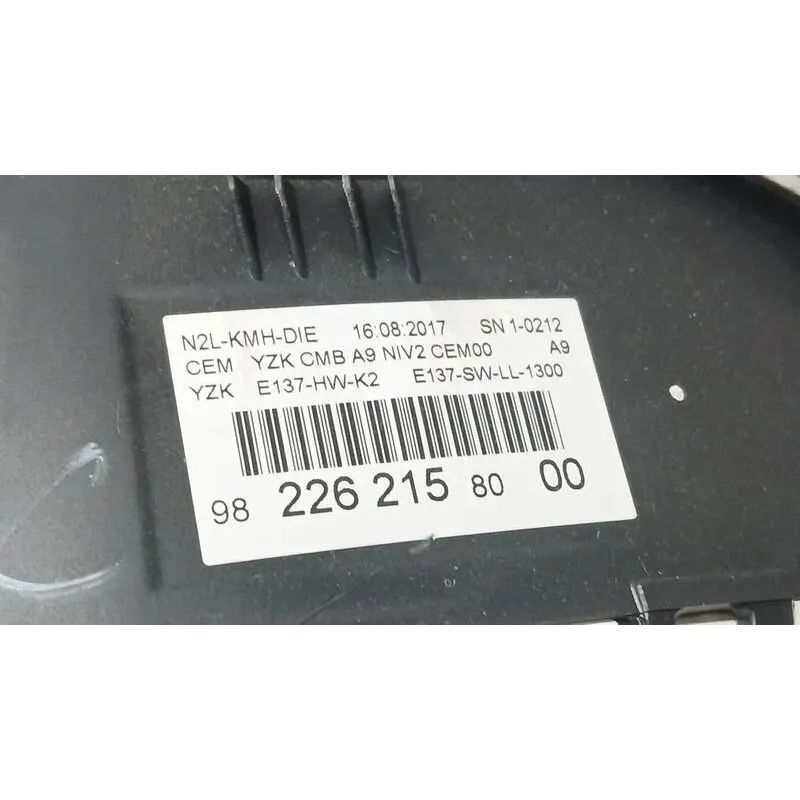 N2L-KMH-DIE 16:08:2017 SN 1-0212
CEM YZK CMB A9 NIV2 CEM00 A9
YZK E137-HW-K2 E137-SW-LL-1300
98 226 215 80 00